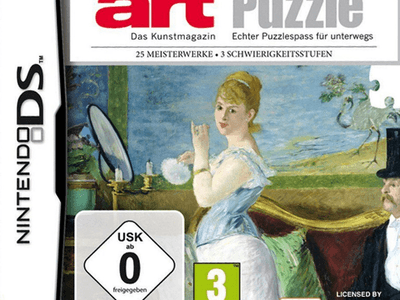 art Puzzle
Das Kunstmagazin Echter Puzzlespass für unterwegs
25 MEISTERWERKE • 3 SCHWIERIGKEITSSTUFEN
NINTENDO DS
TM
USK
ab
0
freigegeben
3
LICENSED BY